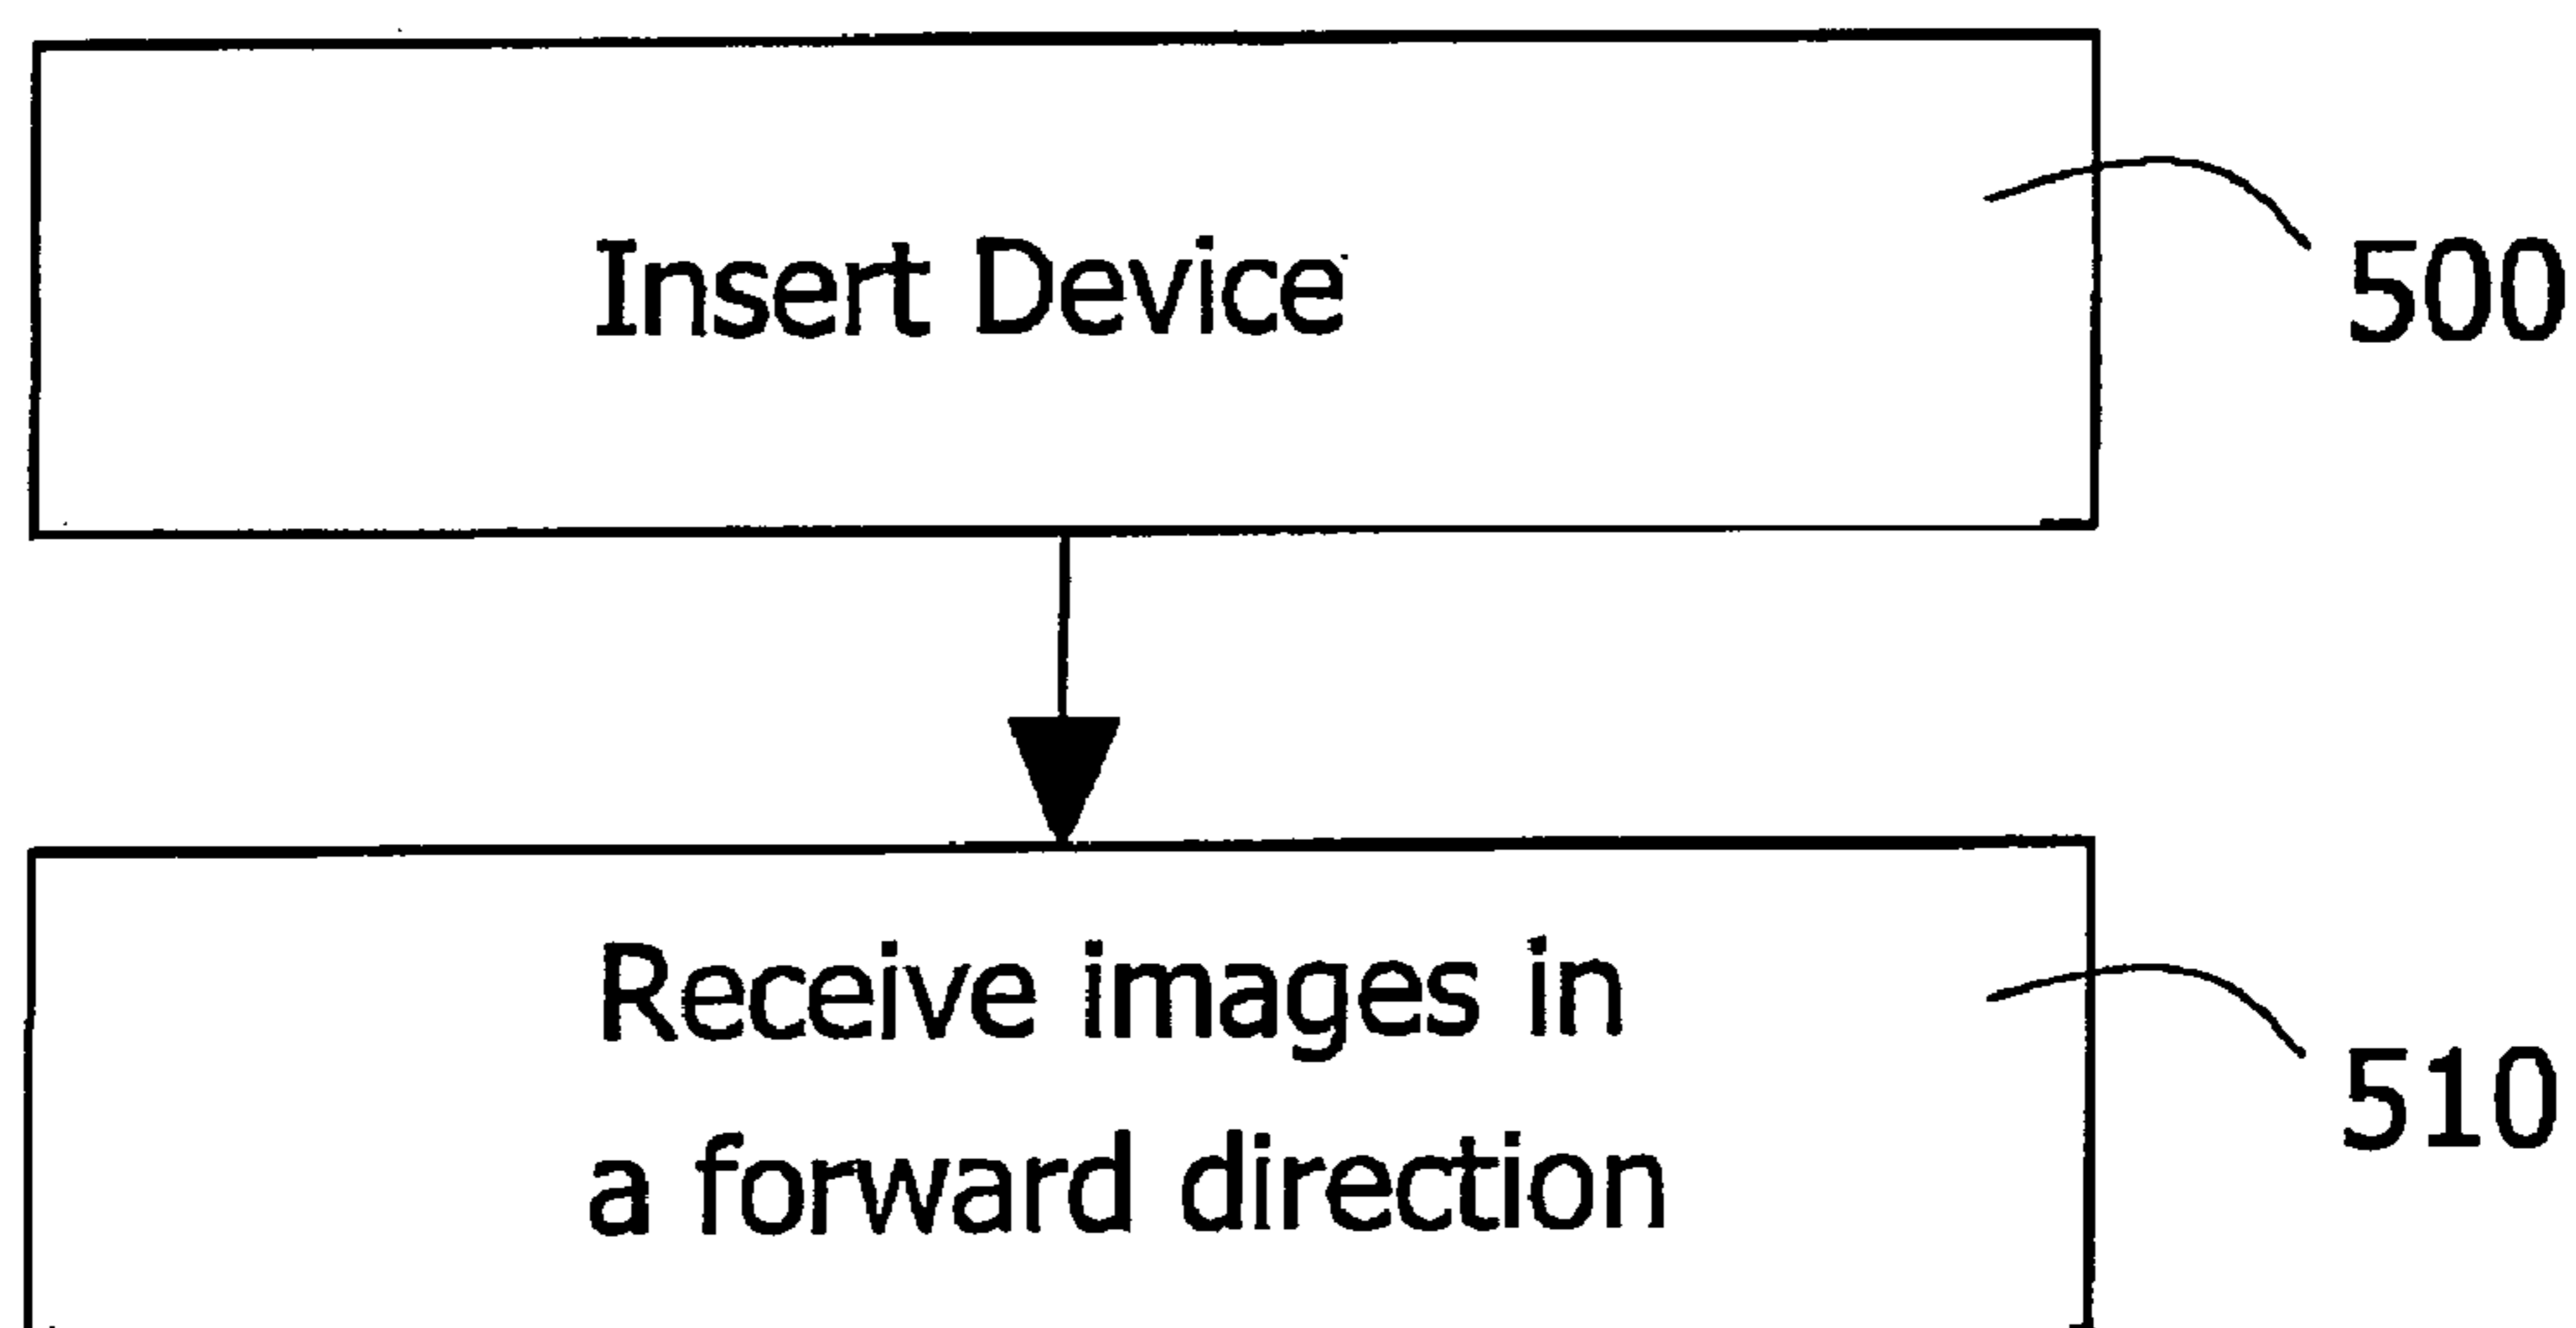 Insert Device
500
Receive images in
a forward direction
510